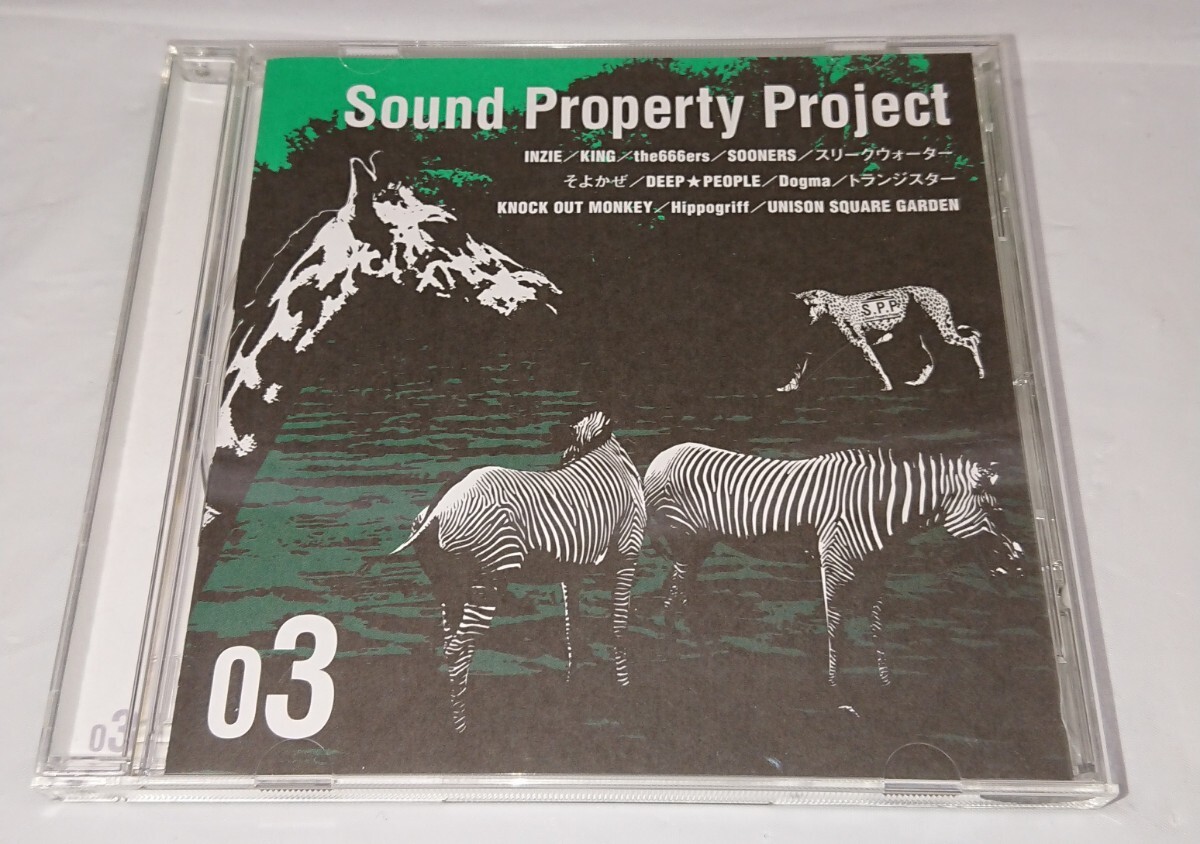 Sound Property Project
INZIE／KING／the666ers／SOONERS／スリークウォーター
そよかぜ／DEEP★PEOPLE／Dogma／トランジスター
KNOCK OUT MONKEY／Hippogriff／UNISON SQUARE GARDEN
S.P.P
03
03